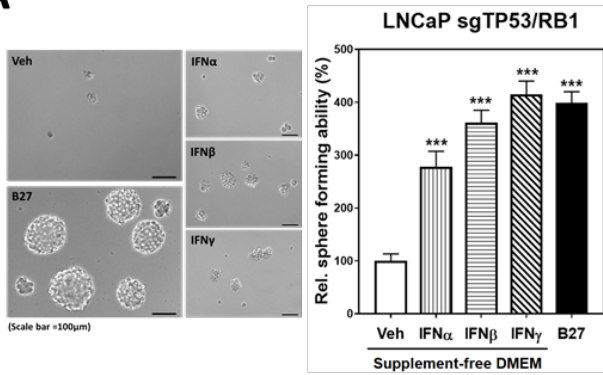 A
Veh
IFNα
IFNβ
B27
IFNγ
(Scale bar =100μm)
LNCaP sgTP53/RB1
Rel. sphere forming ability (%)
500
400
300
200
100
0
***
***
***
***
Veh IFNα IFNβ IFNγ B27
Supplement-free DMEM